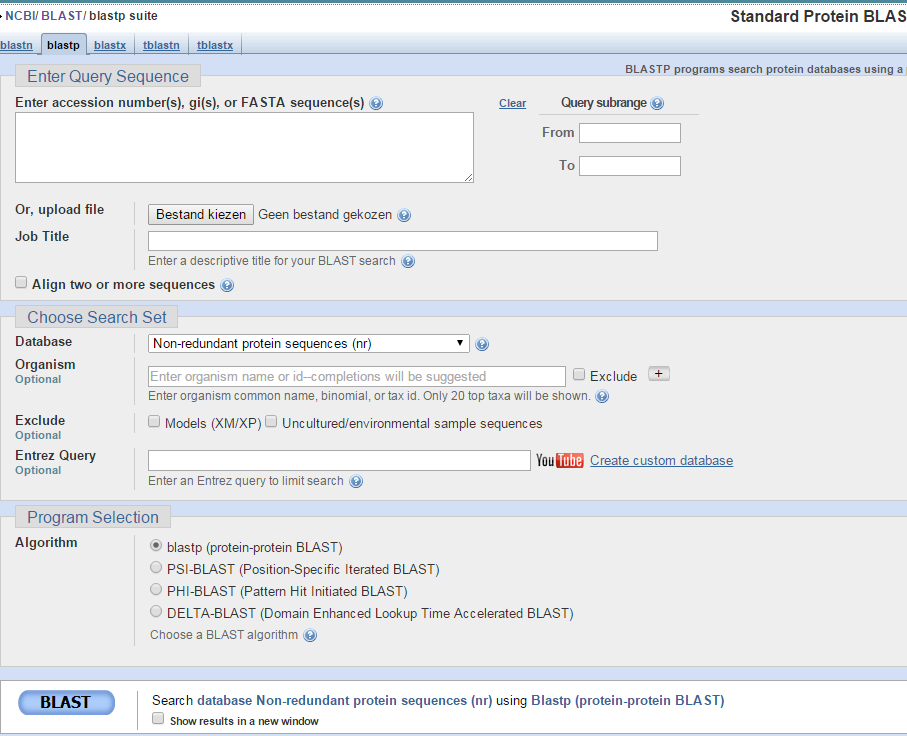 NCBI/ BLAST/ blastp suite
Standard Protein BLAS
blastn blastp blastx tblastn tblastx
Enter Query Sequence
BLASTP programs search protein databases using a
Enter accession number(s), gi(s), or FASTA sequence(s)
Clear
Query subrange
From
To
Or, upload file
Bestand kiezen Geen bestand gekozen
Job Title
Enter a descriptive title for your BLAST search
Align two or more sequences
Choose Search Set
Database
Non-redundant protein sequences (nr)
Organism
Optional
Enter organism name or id--completions will be suggested
Exclude
+
Enter organism common name, binomial, or tax id. Only 20 top taxa will be shown.
Exclude
Optional
Models (XM/XP) Uncultured/environmental sample sequences
Entrez Query
Optional
YouTube Create custom database
Enter an Entrez query to limit search
Program Selection
Algorithm
blastp (protein-protein BLAST)
PSI-BLAST (Position-Specific Iterated BLAST)
PHI-BLAST (Pattern Hit Initiated BLAST)
DELTA-BLAST (Domain Enhanced Lookup Time Accelerated BLAST)
Choose a BLAST algorithm
BLAST
Search database Non-redundant protein sequences (nr) using Blastp (protein-protein BLAST)
Show results in a new window